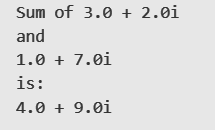 Sum of 3.0 + 2.0i
and
1.0 + 7.0i
is:
4.0 + 9.0i